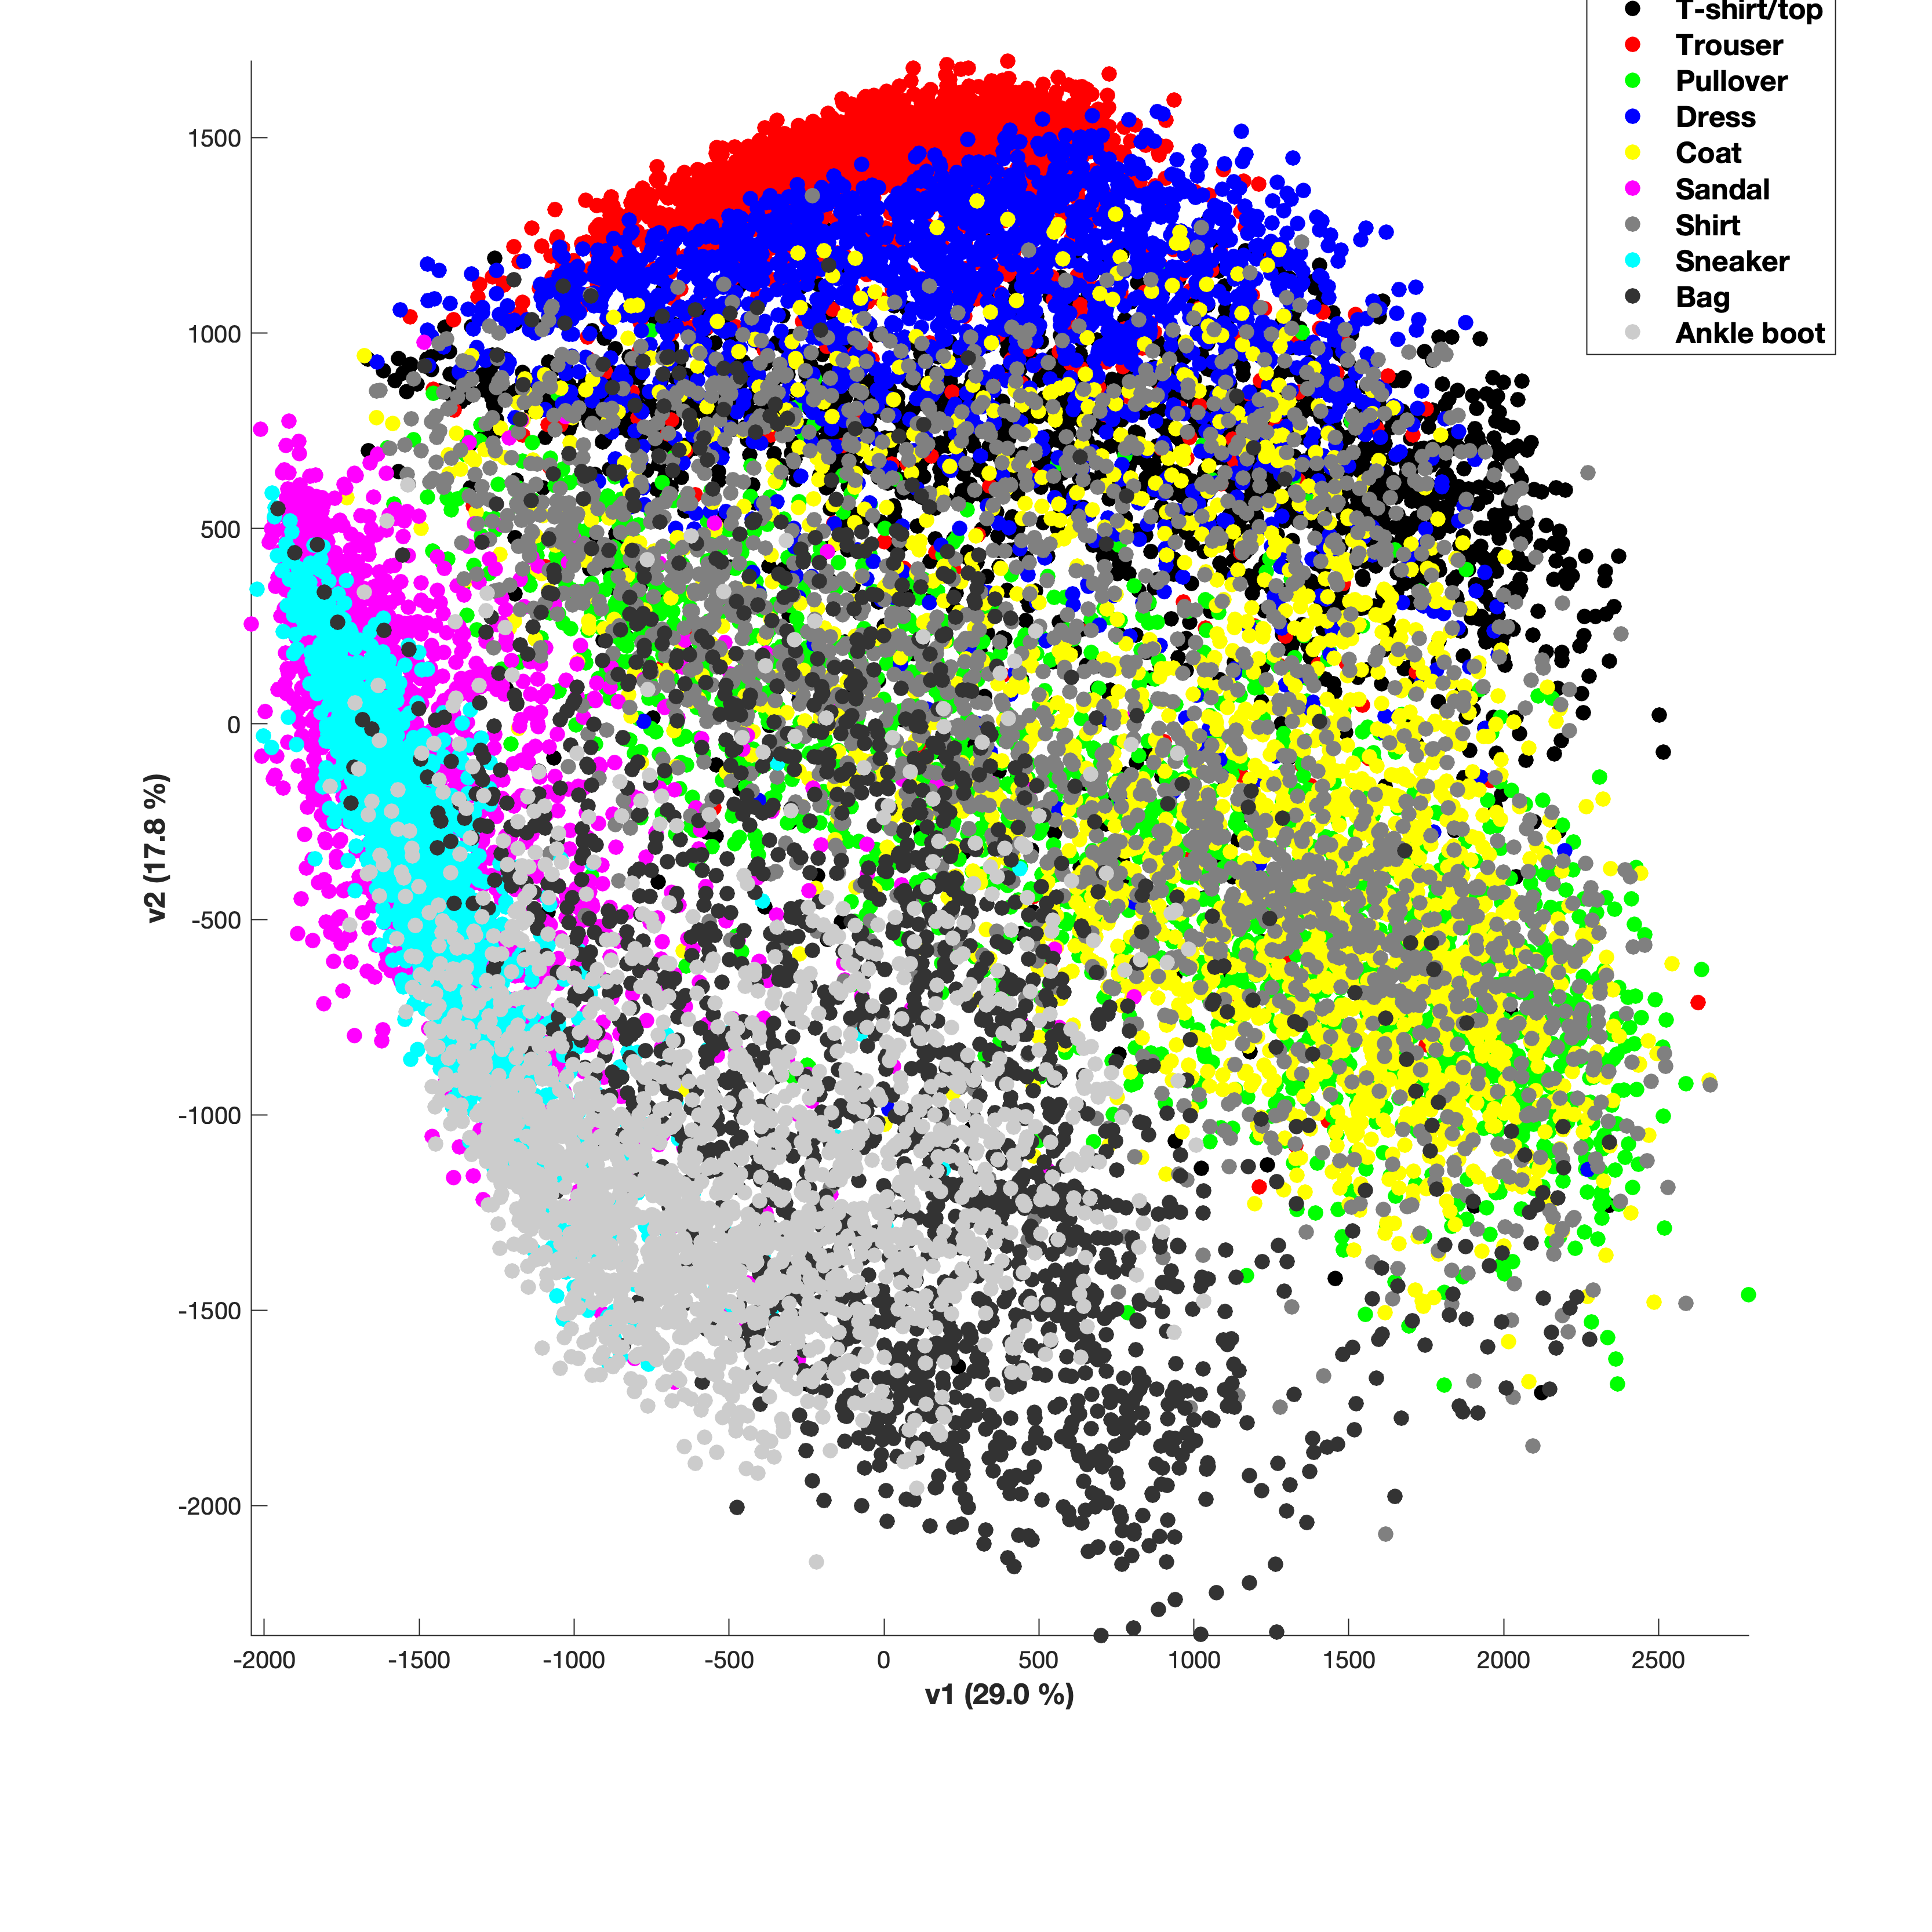 T-shirt/top
Trouser
Pullover
Dress
Coat
Sandal
Shirt
Sneaker
Bag
Ankle boot
1500
1000
500
0
-500
-1000
-1500
-2000
v2 (17.8 %)
-2000 -1500 -1000 -500 0 500 1000 1500 2000 2500
v1 (29.0 %)